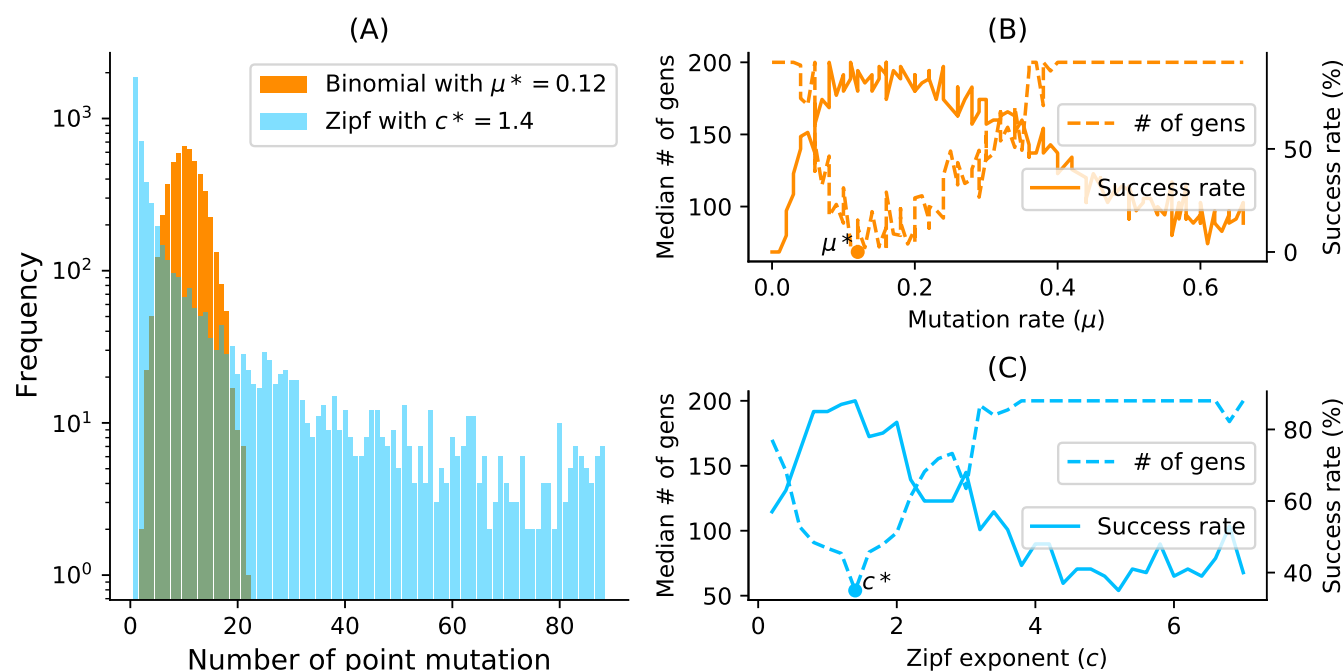 (A)
Binomial with μ* = 0.12
Zipf with c* = 1.4
Frequency
10³
10²
10¹
10⁰
0 20 40 60 80
Number of point mutation
(B)
Median # of gens
200
150
100
# of gens
Success rate
μ*
50
0
Success rate (%)
0.0 0.2 0.4 0.6
Mutation rate (μ)
(C)
Median # of gens
200
150
100
50
# of gens
Success rate
c*
80
60
40
Success rate (%)
0 2 4 6
Zipf exponent (c)